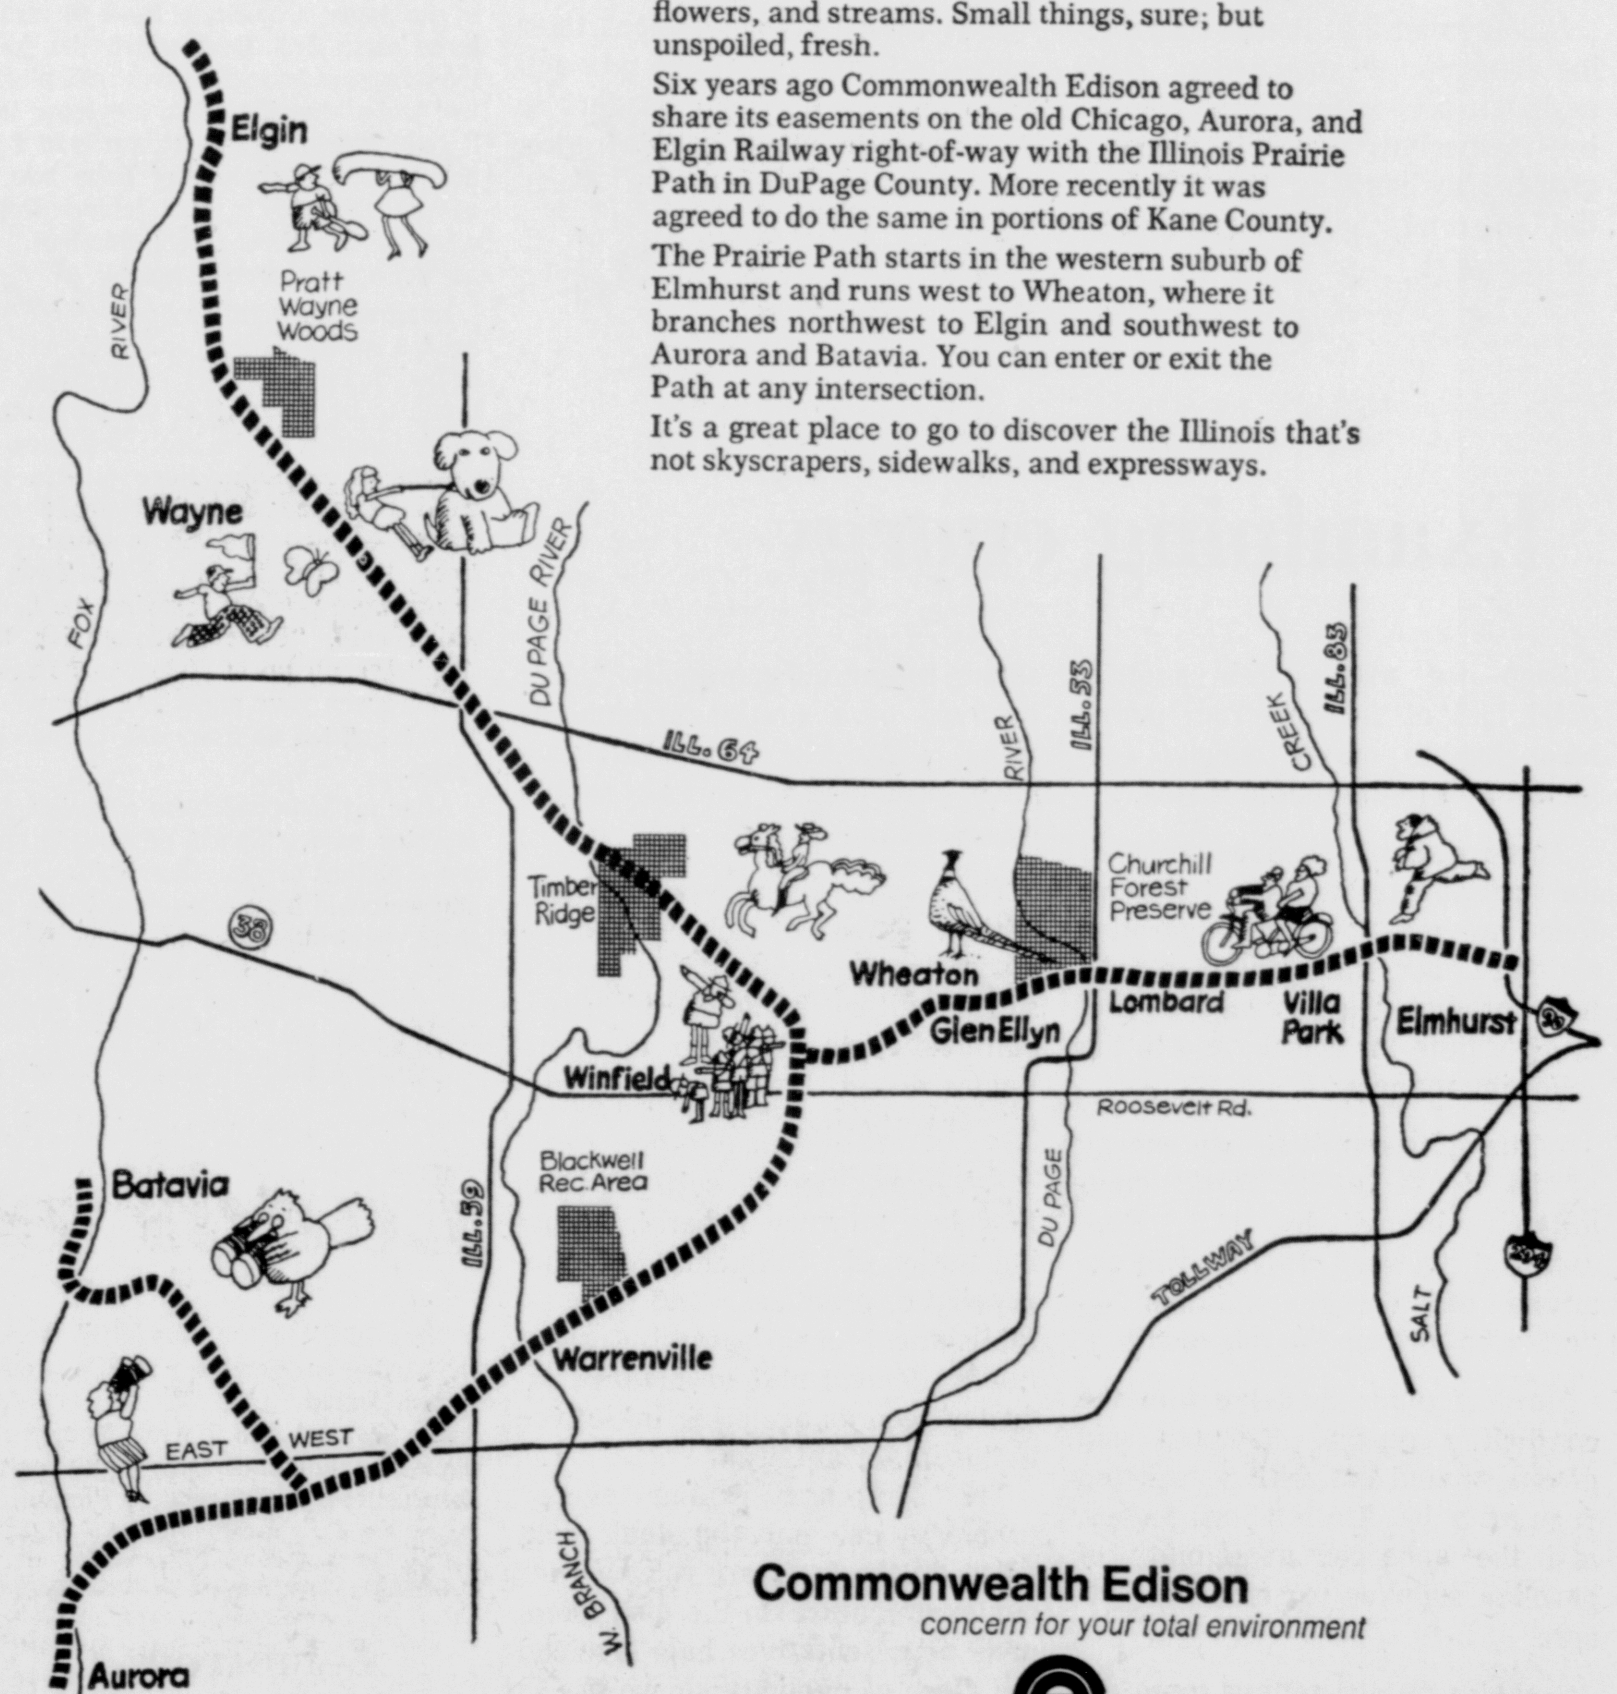 flowers, and streams. Small things, sure; but
unspoiled, fresh.
Six years ago Commonwealth Edison agreed to
share its easements on the old Chicago, Aurora, and
Elgin Railway right-of-way with the Illinois Prairie
Path in DuPage County. More recently it was
agreed to do the same in portions of Kane County.
The Prairie Path starts in the western suburb of
Elmhurst and runs west to Wheaton, where it
branches northwest to Elgin and southwest to
Aurora and Batavia. You can enter or exit the
Path at any intersection.
It's a great place to go to discover the Illinois that's
not skyscrapers, sidewalks, and expressways.
Elgin
Pratt
Wayne
Woods
RIVER
Wayne
FOX
DU PAGE RIVER
ILL. 64
RIVER
ILL. 53
CREEK
ILL. 83
Timber
Ridge
38
Churchill
Forest
Preserve
Wheaton
Glen Ellyn
Lombard
Villa
Park
Elmhurst
Winfield
Roosevelt Rd.
Batavia
Blackwell
Rec. Area
ILL. 59
DU PAGE
TOLLWAY
294
SALT
Warrenville
EAST WEST
W. BRANCH
Aurora
Commonwealth Edison
concern for your total environment